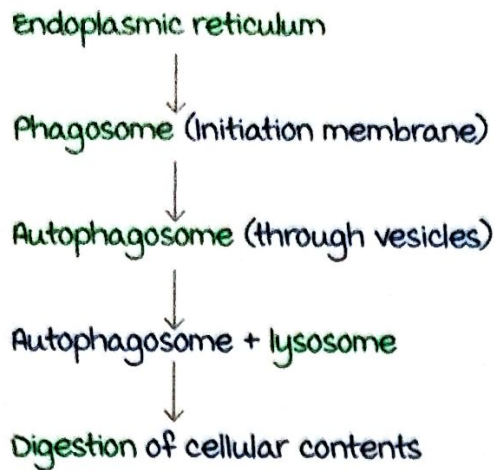 Endoplasmic reticulum
Phagosome (Initiation membrane)
Autophagosome (through vesicles)
Autophagosome + lysosome
Digestion of cellular contents